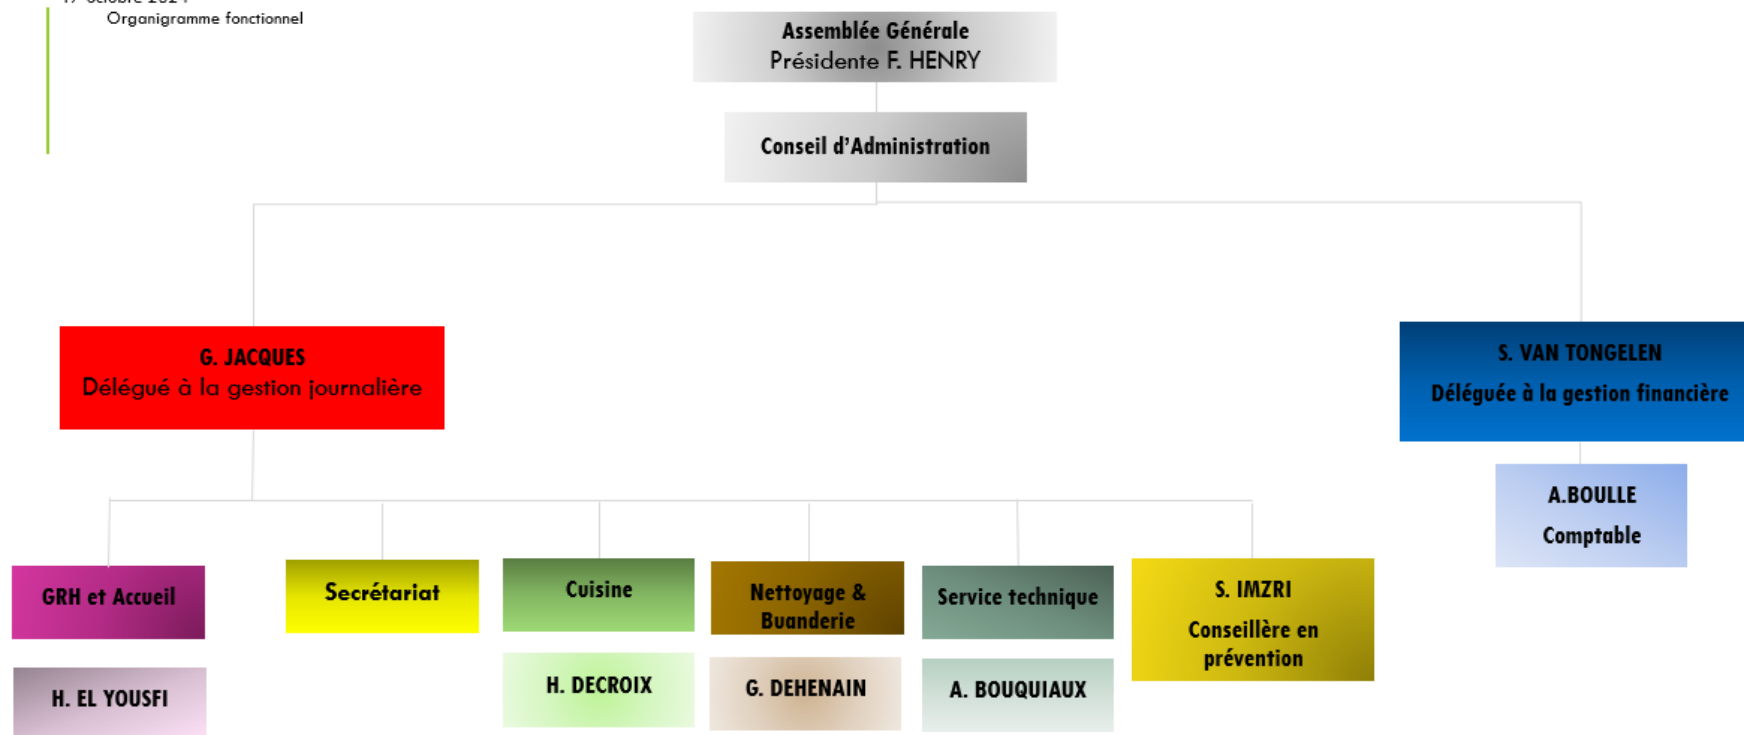 Organigramme fonctionnel
Assemblée Générale
Présidente F. HENRY
Conseil d'Administration
G. JACQUES
Délégué à la gestion journalière
S. VAN TONGELEN
Déléguée à la gestion financière
A.BOULLE
Comptable
GRH et Accueil
Secrétariat
Cuisine
Nettoyage &
Buanderie
Service technique
S. IMZRI
Conseillère en
prévention
H. EL YOUSFI
H. DECROIX
G. DEHENAIN
A. BOUQUIAUX